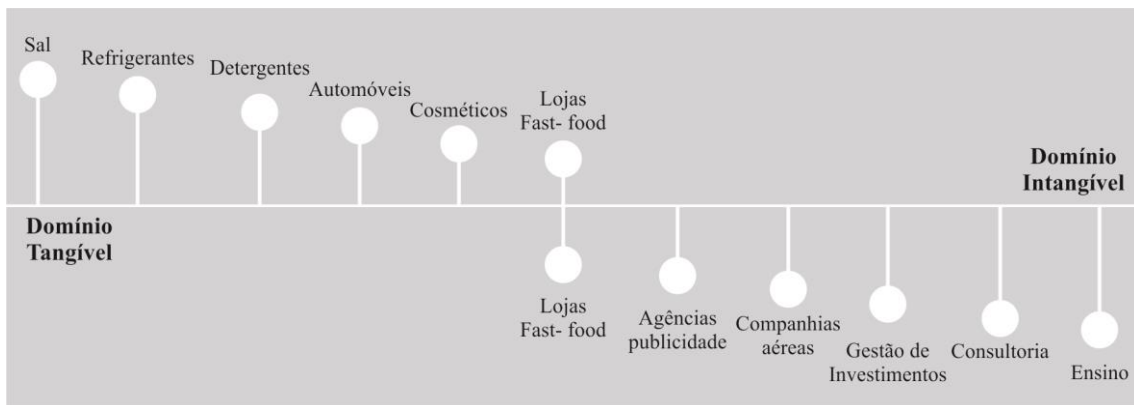 Sal
Refrigerantes
Detergentes
Automóveis
Cosméticos
Lojas
Fast- food
Domínio
Intangível
Domínio
Tangível
Lojas
Fast- food
Agências
publicidade
Companhias
aéreas
Gestão de
Investimentos
Consultoria
Ensino